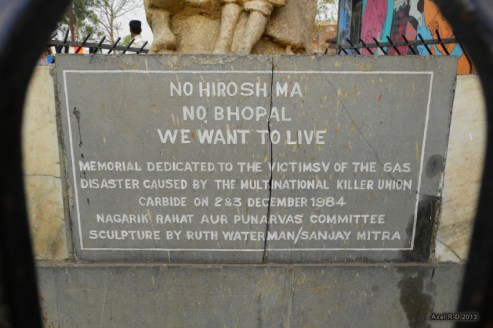 NO HIROSH MA
NO BHOPAL
WE WANT TO LIVE
MEMORIAL DEDICATED TO THE VICTIMSV OF THE GAS
DISASTER CAUSED BY THE MULTINATIONAL KILLER UNION
CARBIDE ON 2&3 DECEMBER 1984
NAGARIK RAHAT AUR PUNARVAS COMMITTEE
SCULPTURE BY RUTH WATERMAN/SANJAY MITRA
Azal R D 2013